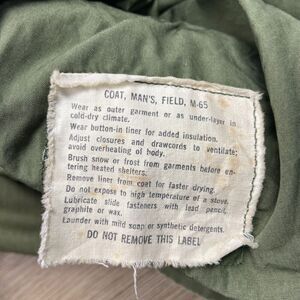 COAT, MAN'S, FIELD, M-65
Wear as outer garment or as under-layer in
cold-dry climate.
Wear button-in liner for added insulation.
Adjust closures and drawcords to ventilate;
avoid overheating of body.
Brush snow or frost from garments before en-
tering heated shelters.
Remove liner from coat for faster drying.
Do not expose to high temperature of a stove.
Lubricate slide fasteners with lead pencil,
graphite or wax.
Launder with mild soap or synthetic detergents.
DO NOT REMOVE THIS LABEL